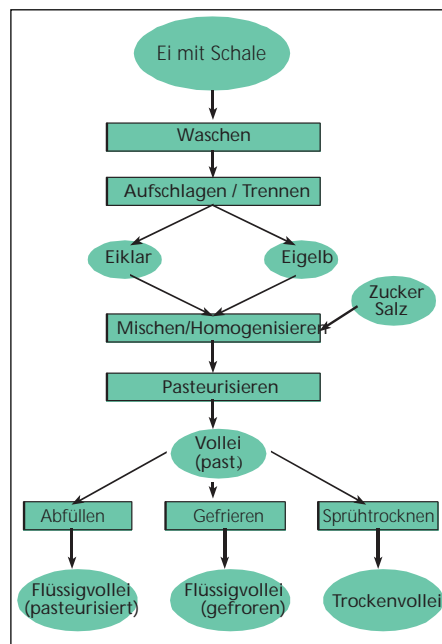 Ei mit Schale
Waschen
Aufschlagen / Trennen
Eiklar
Eigelb
Zucker
Salz
Mischen/Homogenisieren
Pasteurisieren
Vollei
(past.)
Abfüllen
Gefrieren
Sprühtrocknen
Flüssigvollei
(pasteurisiert)
Flüssigvollei
(gefroren)
Trockenvollei